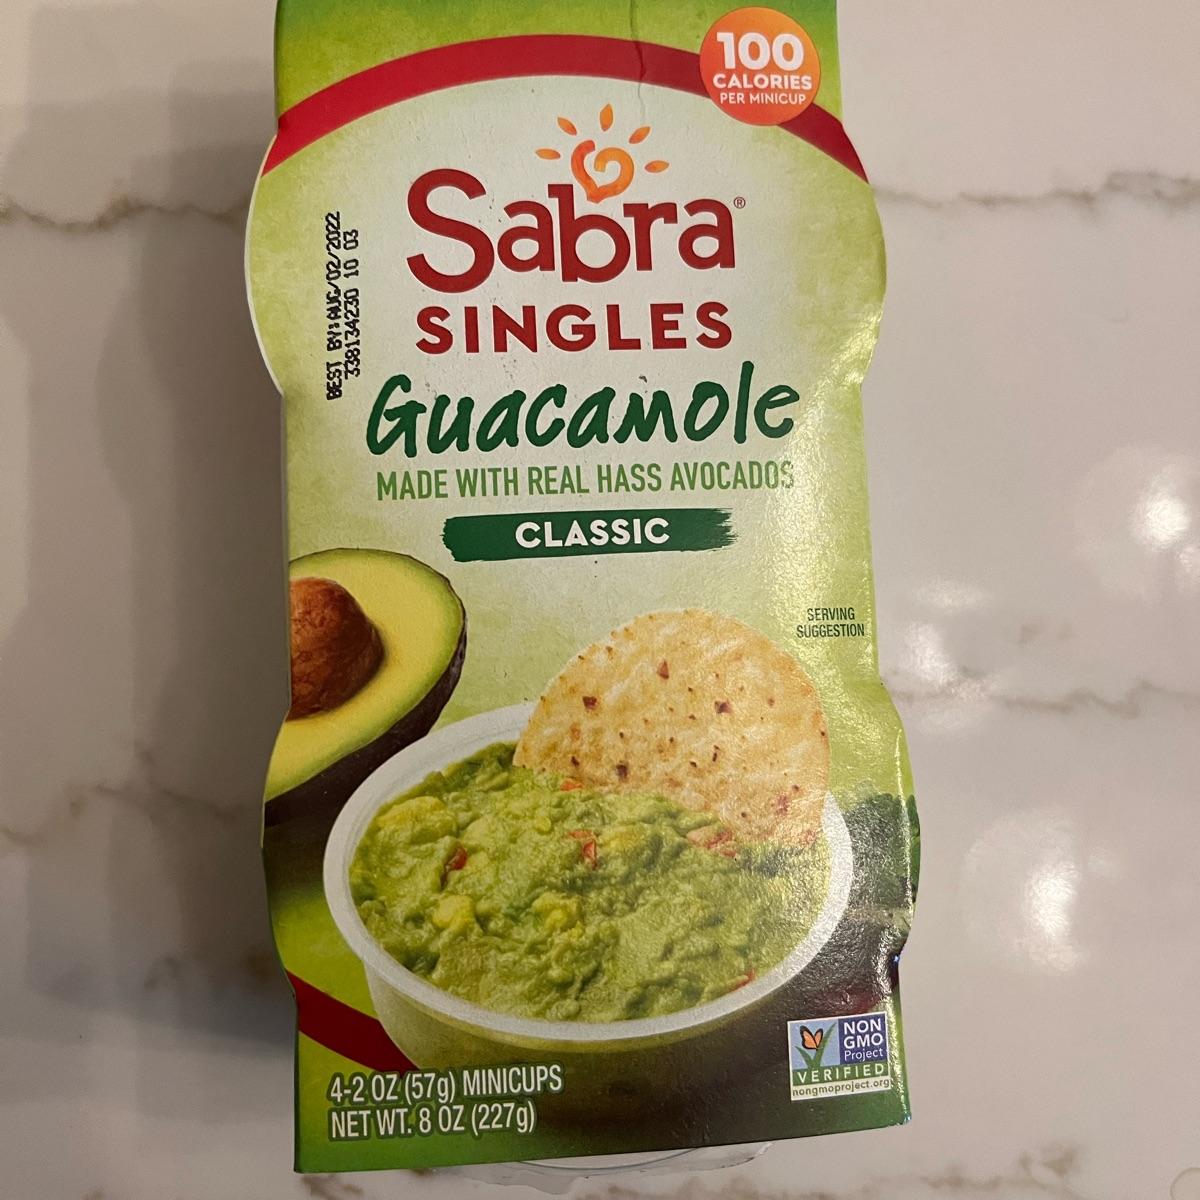 100
CALORIES
PER MINICUP
Sabra®
SINGLES
BEST BY:AUG/02/2022
338134230 10 03
Guacamole
MADE WITH REAL HASS AVOCADOS
CLASSIC
SERVING
SUGGESTION
NON
GMO
Project
VERIFIED
nongmoproject.org
4-2 OZ (57g) MINICUPS
NET WT. 8 OZ (227g)